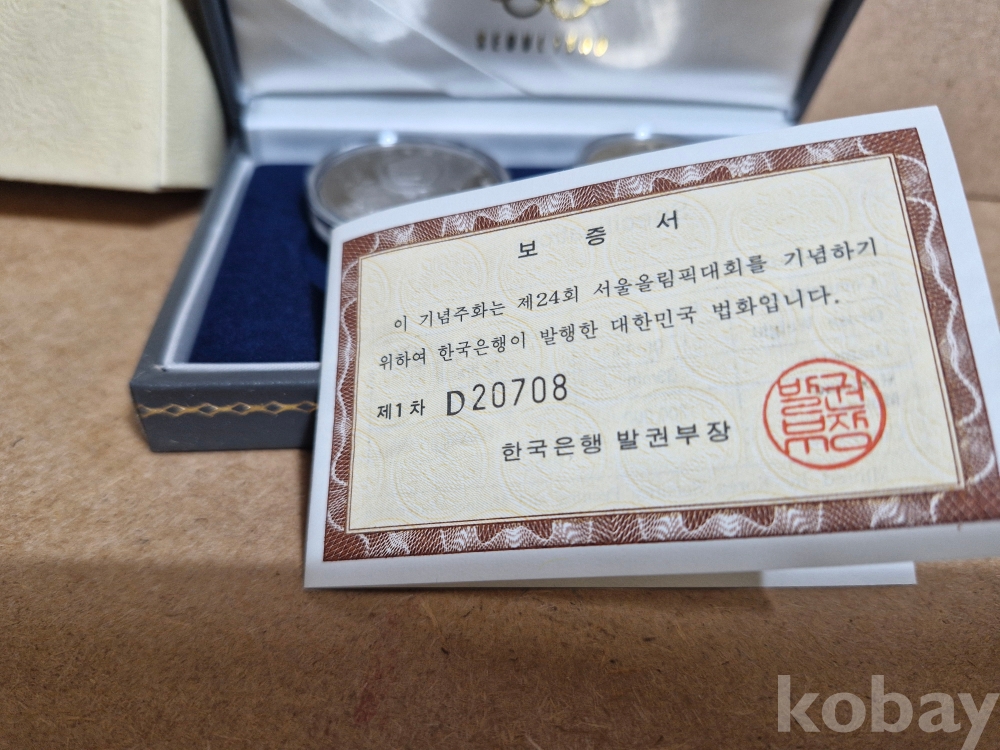 보 증 서
이 기념주화는 제24회 서울올림픽대회를 기념하기
위하여 한국은행이 발행한 대한민국 법화입니다.
제1차 D20708
한국은행 발권부장
kobay